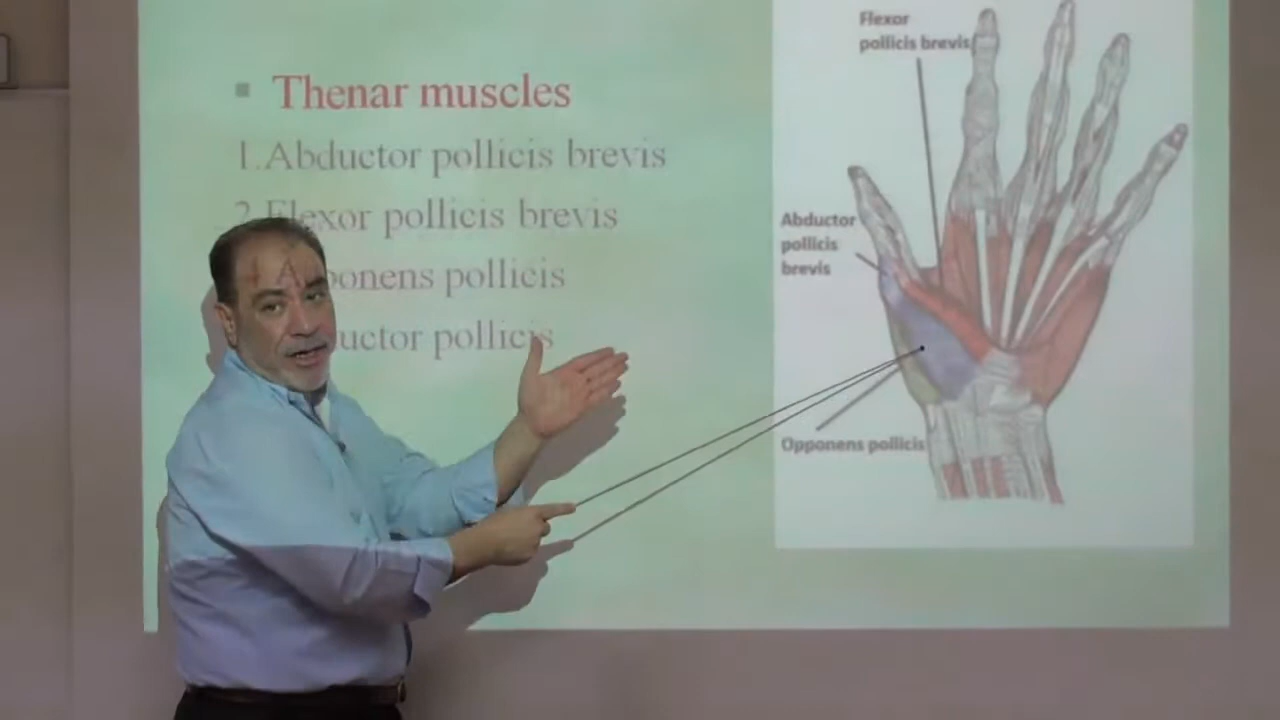 Thenar muscles
1.Abductor pollicis brevis
2.Flexor pollicis brevis
ponens pollicis
uctor pollicis
Flexor
pollicis brevis
Abductor
pollicis
brevis
Opponens pollicis